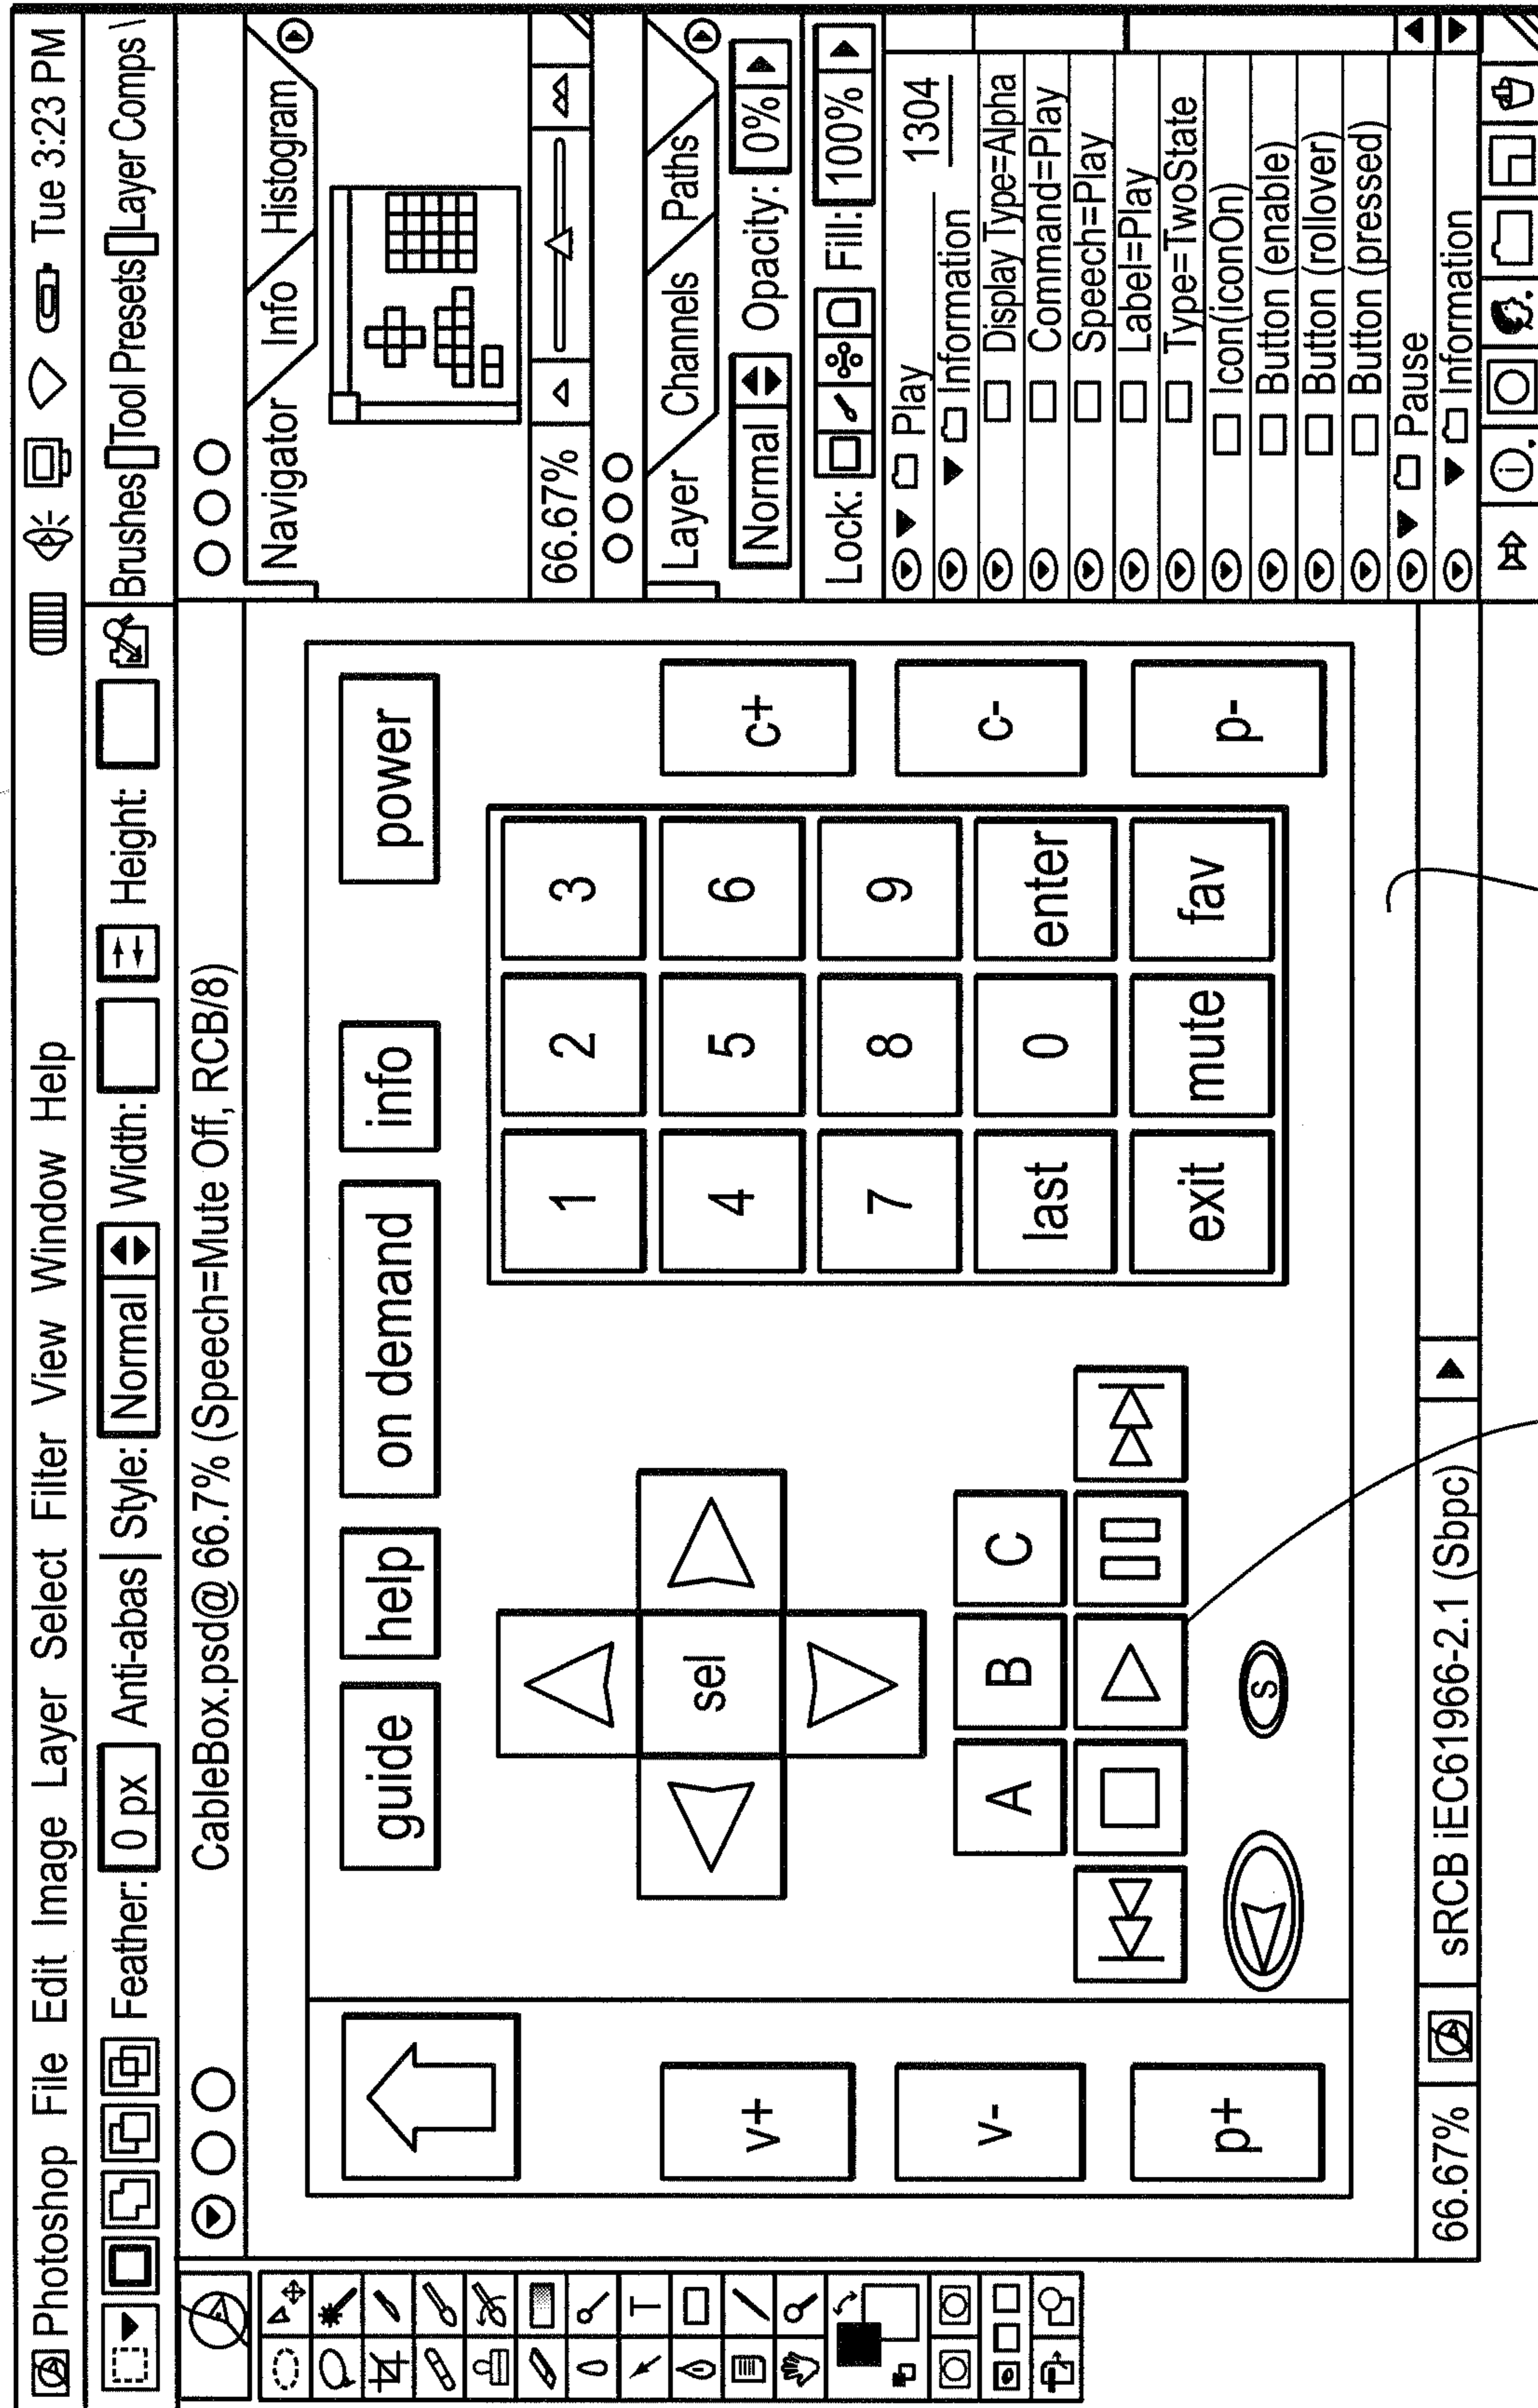 Photoshop File Edit Image Layer Select Filter View Window Help Tue 3:23 PM
Feather: 0 px Anti-abas Style: Normal Width: Height: Brushes Tool Presets Layer Comps
CableBox.psd@ 66.7% (Speech=Mute Off, RCB/8)
guide help on demand info power
v+
v-
p+
sel
A B C
S
1 2 3
4 5 6
7 8 9
last 0 enter
exit mute fav
c+
c-
p-
66.67% sRCB iEC61966-2.1 (Sbpc)
T
Navigator Info Histogram
66.67%
Layer Channels Paths
Normal Opacity: 0%
Lock: Fill: 100%
Play 1304
Information
Display Type=Alpha
Command=Play
Speech=Play
Label=Play
Type=TwoState
Icon(iconOn)
Button (enable)
Button (rollover)
Button (pressed)
Pause
Information
i